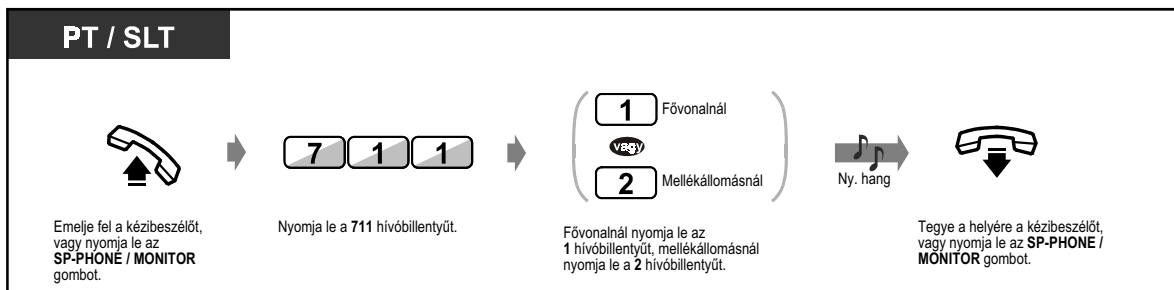 PT / SLT
7 1 1
1 Fővonalnál
vagy
2 Mellékállomásnál
Ny. hang
Emelje fel a kézibeszélőt,
vagy nyomja le az
SP-PHONE / MONITOR
gombot.
Nyomja le a 711 hívóbillentyűt.
Fővonalnál nyomja le az
1 hívóbillentyűt, mellékállomásnál
nyomja le a 2 hívóbillentyűt.
Tegye a helyére a kézibeszélőt,
vagy nyomja le az SP-PHONE /
MONITOR gombot.